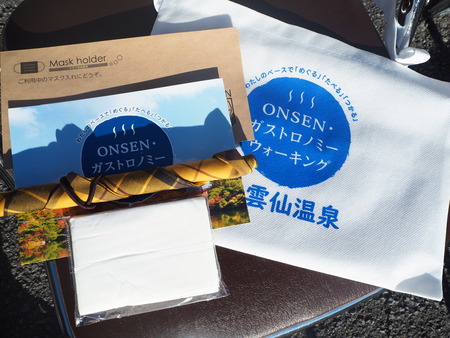 Mask holder
ご利用中のマスク入れにどうぞ。
わたしのペースで「めぐる」「たべる」「つかる」
ONSEN・
ガストロノミー
わたしのペースで「めぐる」「たべる」「つかる」
ONSEN・
ガストロノミー
ウォーキング
雲仙温泉